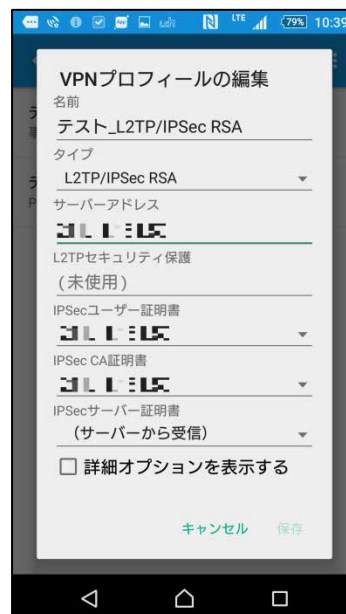 LTE 79% 10:39
VPNプロフィールの編集
名前
テスト_L2TP/IPSec RSA
タイプ
L2TP/IPSec RSA
サーバーアドレス
L2TPセキュリティ保護
(未使用)
IPSecユーザー証明書
IPSec CA証明書
IPSecサーバー証明書
(サーバーから受信)
詳細オプションを表示する
キャンセル 保存